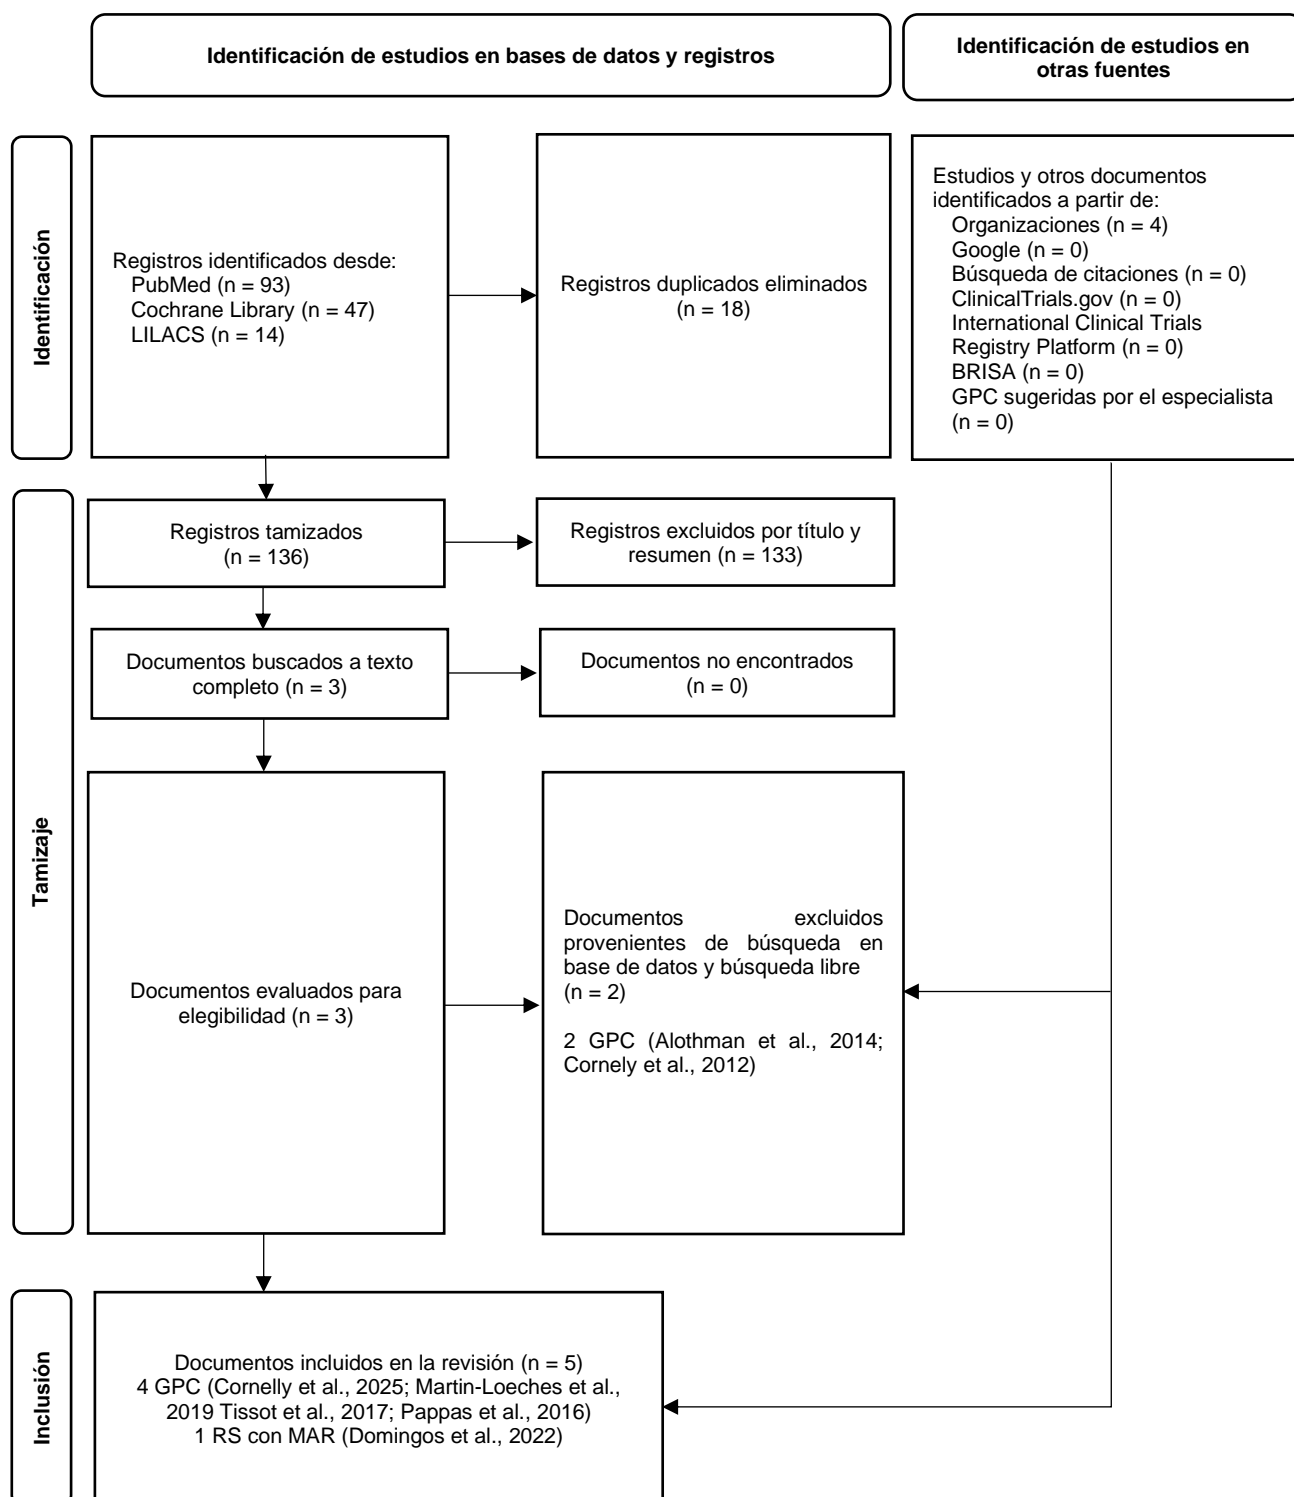 Identificación de estudios en bases de datos y registros
Identificación de estudios en
otras fuentes
Identificación
Registros identificados desde:
PubMed (n = 93)
Cochrane Library (n = 47)
LILACS (n = 14)
Registros duplicados eliminados
(n = 18)
Estudios y otros documentos
identificados a partir de:
Organizaciones (n = 4)
Google (n = 0)
Búsqueda de citaciones (n = 0)
ClinicalTrials.gov (n = 0)
International Clinical Trials
Registry Platform (n = 0)
BRISA (n = 0)
GPC sugeridas por el especialista
(n = 0)
Tamizaje
Registros tamizados
(n = 136)
Registros excluidos por título y
resumen (n = 133)
Documentos buscados a texto
completo (n = 3)
Documentos no encontrados
(n = 0)
Documentos evaluados para
elegibilidad (n = 3)
Documentos excluidos
provenientes de búsqueda en
base de datos y búsqueda libre
(n = 2)
2 GPC (Alothman et al., 2014;
Cornely et al., 2012)
Inclusión
Documentos incluidos en la revisión (n = 5)
4 GPC (Cornelly et al., 2025; Martin-Loeches et al.,
2019 Tissot et al., 2017; Pappas et al., 2016)
1 RS con MAR (Domingos et al., 2022)